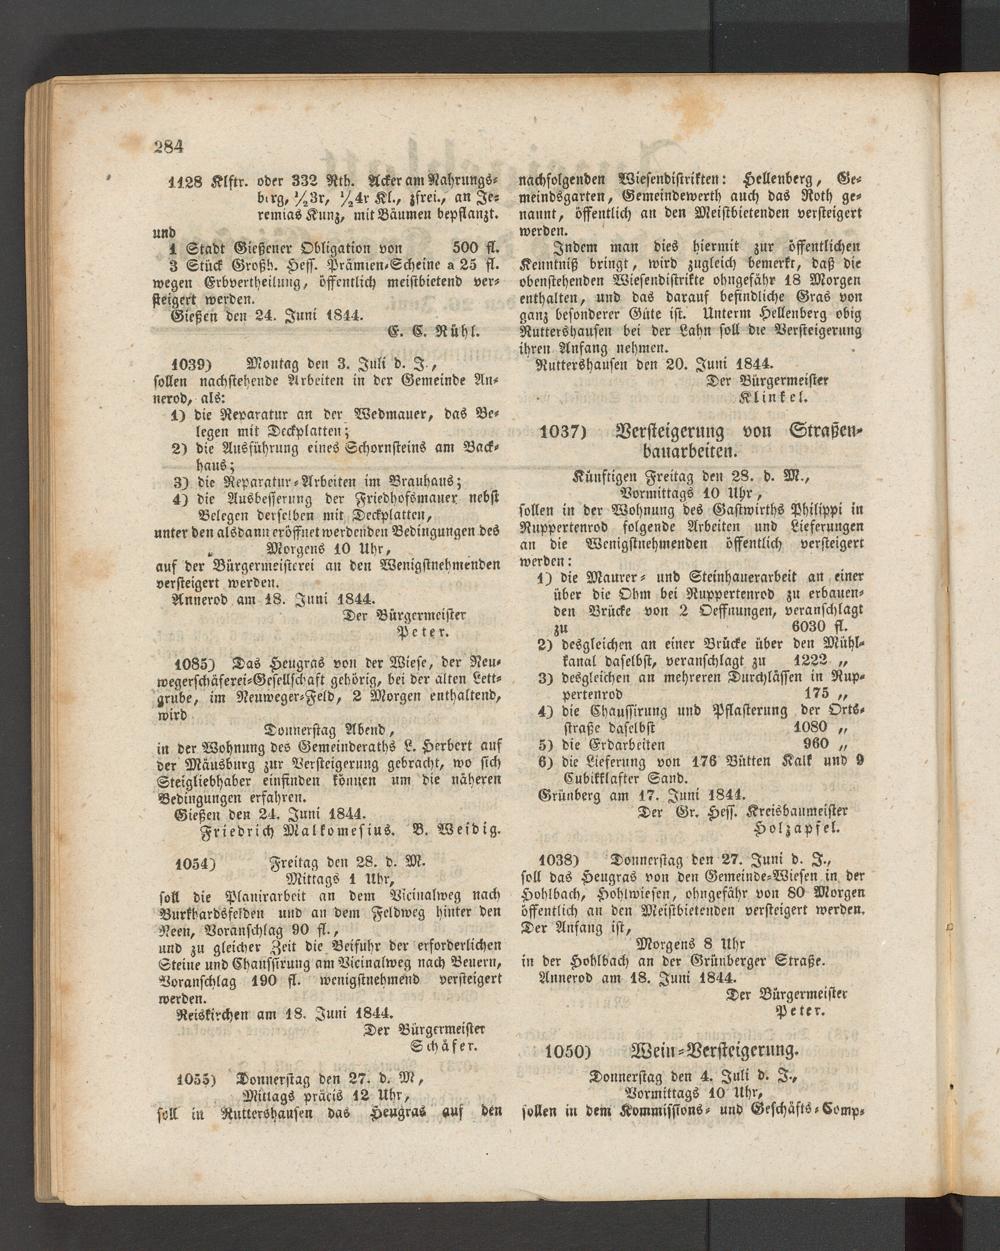 284
1128 Klftr. oder 332 Rth. Acker am Nahrungs-
berg, 1/2 3r, 1/2 4r Kl., zfrei., an Je-
remias Kunz, mit Bäumen bepflanzt.
und
1 Stadt Gießener Obligation von 500 fl.
3 Stück Großh. Hess. Prämien-Scheine a 25 fl.
wegen Erbvertheilung, öffentlich meistbietend ver-
steigert werden.
Gießen den 24. Juni 1844.
E. C. Rühl.
1039) Montag den 3. Juli d. J.,
sollen nachstehende Arbeiten in der Gemeinde An-
nerod, als:
1) die Reparatur an der Wedmauer, das Be-
legen mit Deckplatten;
2) die Ausführung eines Schornsteins am Back-
haus;
3) die Reparatur-Arbeiten im Brauhaus;
4) die Ausbesserung der Friedhofsmauer nebst
Belegen derselben mit Deckplatten,
unter den alsdann eröffnet werdenden Bedingungen des
Morgens 10 Uhr,
auf der Bürgermeisterei an den Wenigstnehmenden
versteigert werden.
Annerod am 18. Juni 1844.
Der Bürgermeister
Peter.
1085) Das Heugras von der Wiese, der Neu-
wegerschäferei-Gesellschaft gehörig, bei der alten Lett-
grube, im Neuweger-Feld, 2 Morgen enthaltend,
wird
Donnerstag Abend,
in der Wohnung des Gemeinderaths L. Herbert auf
der Mäusburg zur Versteigerung gebracht, wo sich
Steigliebhaber einfinden können um die näheren
Bedingungen erfahren.
Gießen den 24. Juni 1844.
Friedrich Malkomesius. B. Weidig.
1054) Freitag den 28. d. M.
Mittags 1 Uhr,
soll die Planirarbeit an dem Vicinalweg nach
Burkhardsfelden und an dem Feldweg hinter den
Reen, Voranschlag 90 fl.,
und zu gleicher Zeit die Beifuhr der erforderlichen
Steine und Chaussirung am Vicinalweg nach Beuern,
Voranschlag 190 fl. wenigstnehmend versteigert
werden.
Reiskirchen am 18. Juni 1844.
Der Bürgermeister
Schäfer.
1055) Donnerstag den 27. d. M,
Mittags präcis 12 Uhr,
soll in Ruttershausen das Heugras auf den
nachfolgenden Wiesendistrikten: Hellenberg, Ge-
meindsgarten, Gemeindewerth auch das Roth ge-
nannt, öffentlich an den Meistbietenden versteigert
werden.
Indem man dies hiermit zur öffentlichen
Kenntniß bringt, wird zugleich bemerkt, daß die
obenstehenden Wiesendistrikte ohngefähr 18 Morgen
enthalten, und das darauf befindliche Gras von
ganz besonderer Güte ist. Unterm Hellenberg obig
Ruttershausen bei der Lahn soll die Versteigerung
ihren Anfang nehmen.
Ruttershausen den 20. Juni 1844.
Der Bürgermeister
Klinkel.
1037) Versteigerung von Straßen-
bauarbeiten.
Künftigen Freitag den 28. d. M.,
Vormittags 10 Uhr,
sollen in der Wohnung des Gastwirths Philippi in
Ruppertenrod folgende Arbeiten und Lieferungen
an die Wenigstnehmenden öffentlich versteigert
werden:
1) die Maurer- und Steinhauerarbeit an einer
über die Ohm bei Ruppertenrod zu erbauen-
den Brücke von 2 Oeffnungen, veranschlagt
zu 6030 fl.
2) desgleichen an einer Brücke über den Mühl-
kanal daselbst, veranschlagt zu 1222 „
3) desgleichen an mehreren Durchlässen in Rup-
pertenrod 175 „
4) die Chaussirung und Pflasterung der Orts-
straße daselbst 1080 „
5) die Erdarbeiten 960 „
6) die Lieferung von 176 Bütten Kalk und 9
Cubikklafter Sand.
Grünberg am 17. Juni 1844.
Der Gr. Hess. Kreisbaumeister
Holzapfel.
1038) Donnerstag den 27. Juni d. J.,
soll das Heugras von den Gemeinde-Wiesen in der
Hohlbach, Hohlwiesen, ohngefähr von 80 Morgen
öffentlich an den Meistbietenden versteigert werden.
Der Anfang ist,
Morgens 8 Uhr
in der Hohlbach an der Grünberger Straße.
Annerod am 18. Juni 1844.
Der Bürgermeister
Peter.
1050) Wein-Versteigerung.
Donnerstag den 4. Juli d. J.,
Vormittags 10 Uhr,
sollen in dem Kommissions- und Geschäfts-Comp-